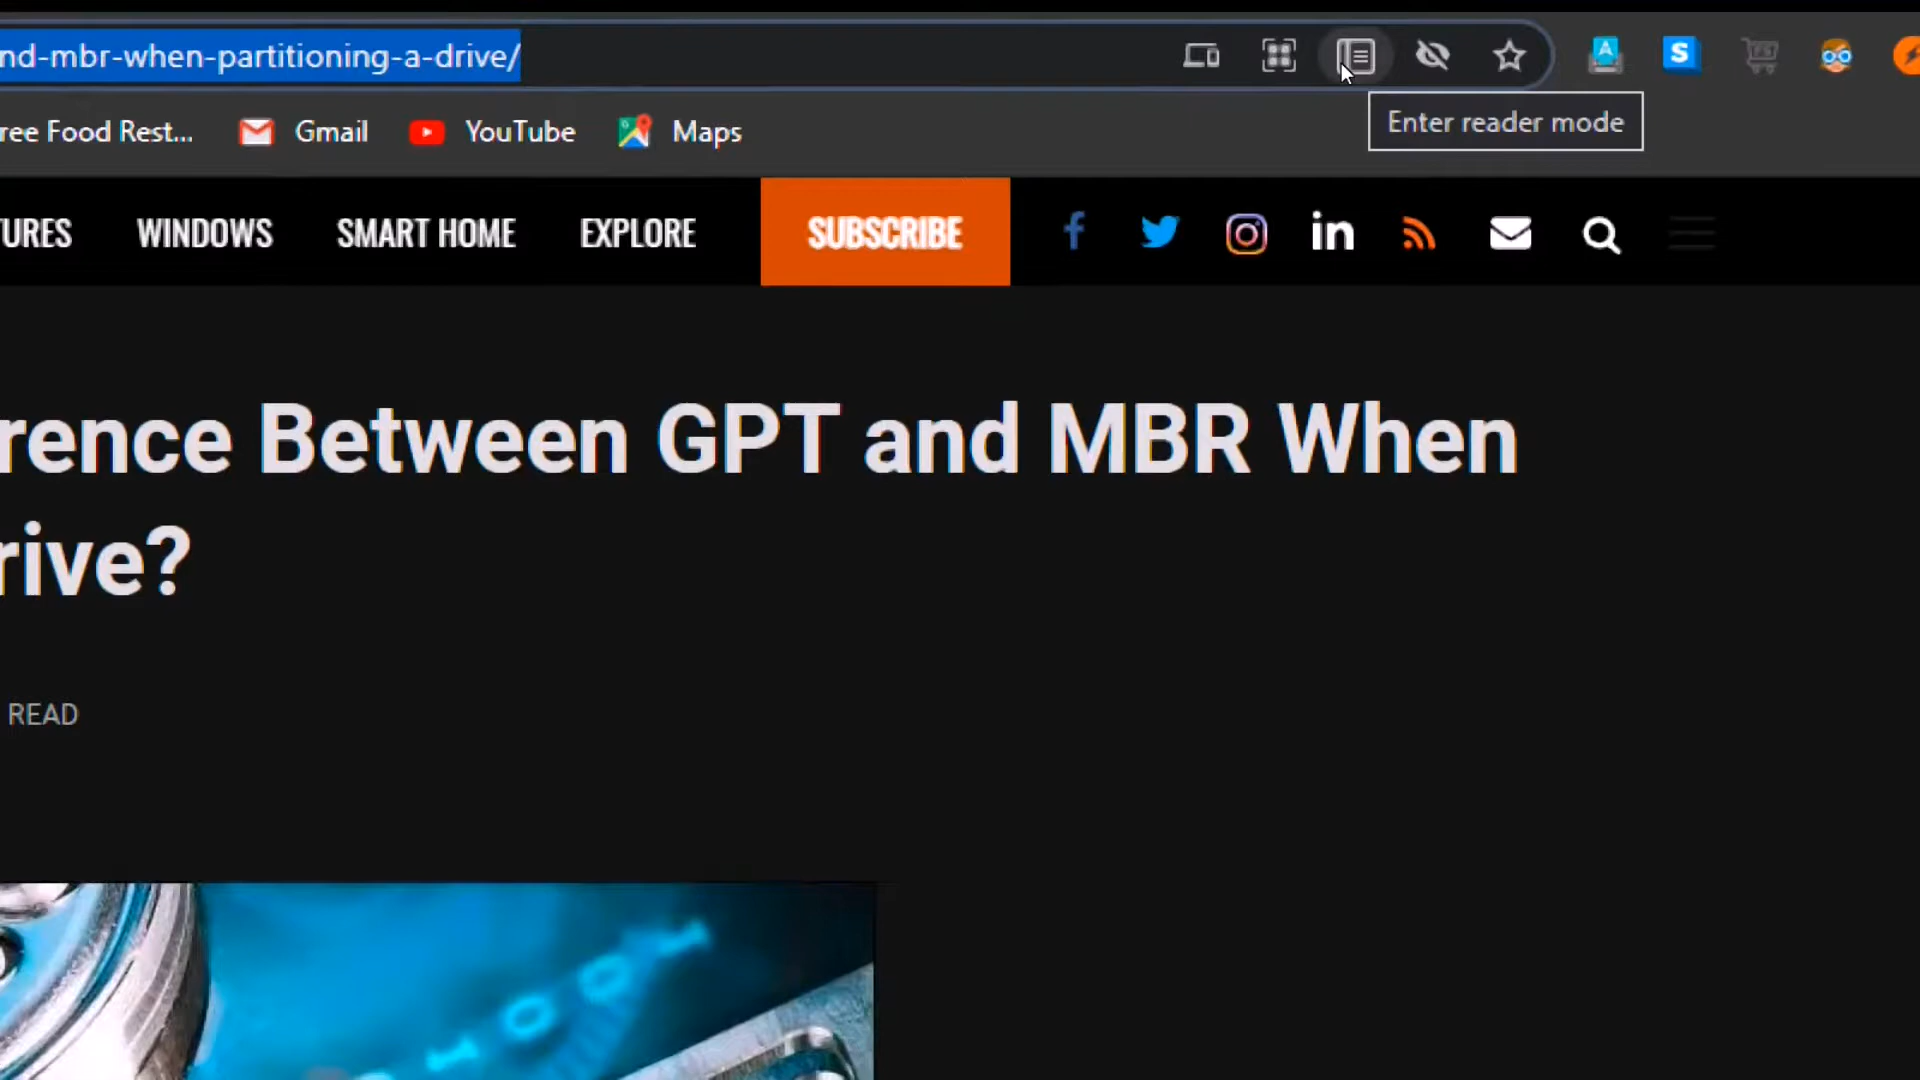 nd-mbr-when-partitioning-a-drive/
Enter reader mode
ree Food Rest...
Gmail
YouTube
Maps
TURES
WINDOWS
SMART HOME
EXPLORE
SUBSCRIBE
rence Between GPT and MBR When
rive?
READ